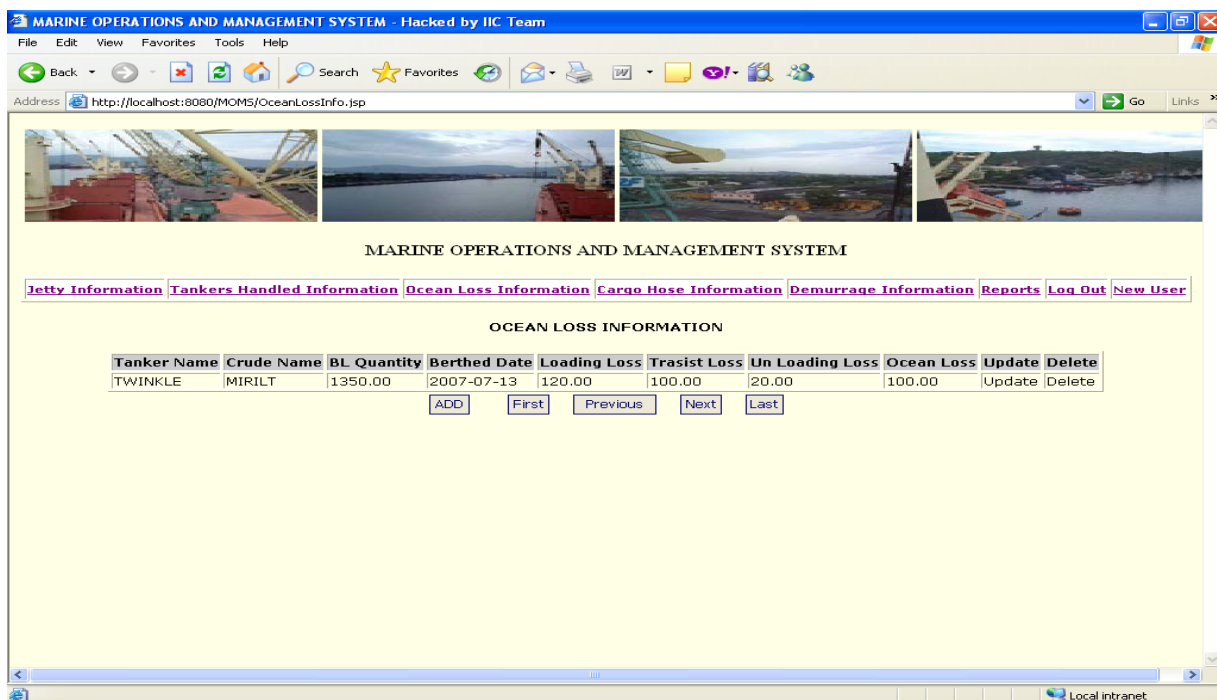 MARINE OPERATIONS AND MANAGEMENT SYSTEM - Hacked by IIC Team
File Edit View Favorites Tools Help
Back Search Favorites
Address http://localhost:8080/MOMS/OceanLossInfo.jsp Go Links »
MARINE OPERATIONS AND MANAGEMENT SYSTEM
Jetty Information Tankers Handled Information Ocean Loss Information Cargo Hose Information Demurrage Information Reports Log Out New User
OCEAN LOSS INFORMATION
Tanker Name Crude Name BL Quantity Berthed Date Loading Loss Trasist Loss Un Loading Loss Ocean Loss Update Delete
TWINKLE MIRILT 1350.00 2007-07-13 120.00 100.00 20.00 100.00 Update Delete
ADD First Previous Next Last
Local intranet